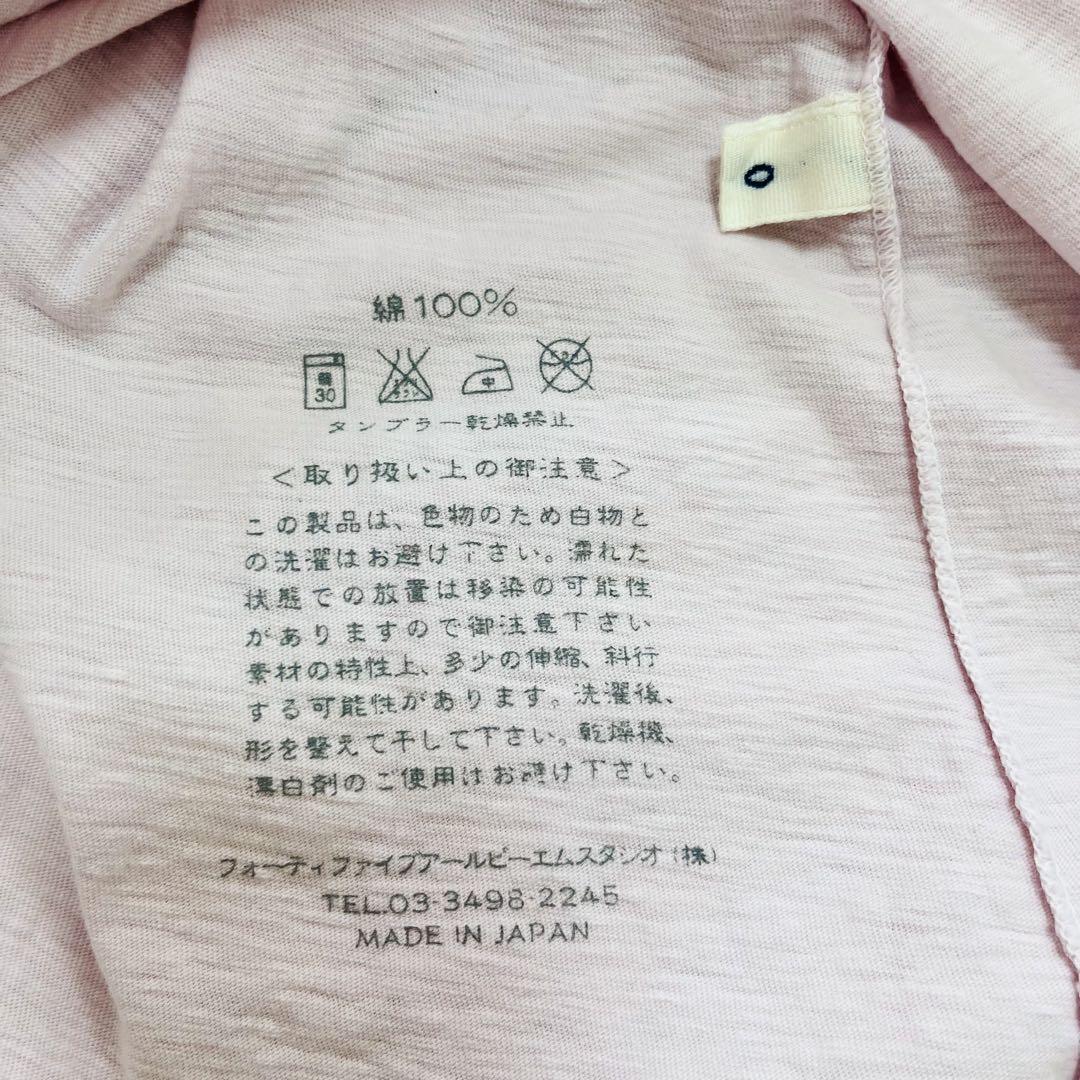 0
綿100%
30
中
タンブラー乾燥禁止
<取り扱い上の御注意>
この製品は、色物のため白物と
の洗濯はお避け下さい。濡れた
状態での放置は移染の可能性
がありますので御注意下さい
素材の特性上、多少の伸縮、斜行
する可能性があります。洗濯後、
形を整えて干して下さい。乾燥機、
漂白剤のご使用はお避け下さい。
フォーティファイブアールピーエムスタジオ(株)
TEL.03-3498-2245
MADE IN JAPAN